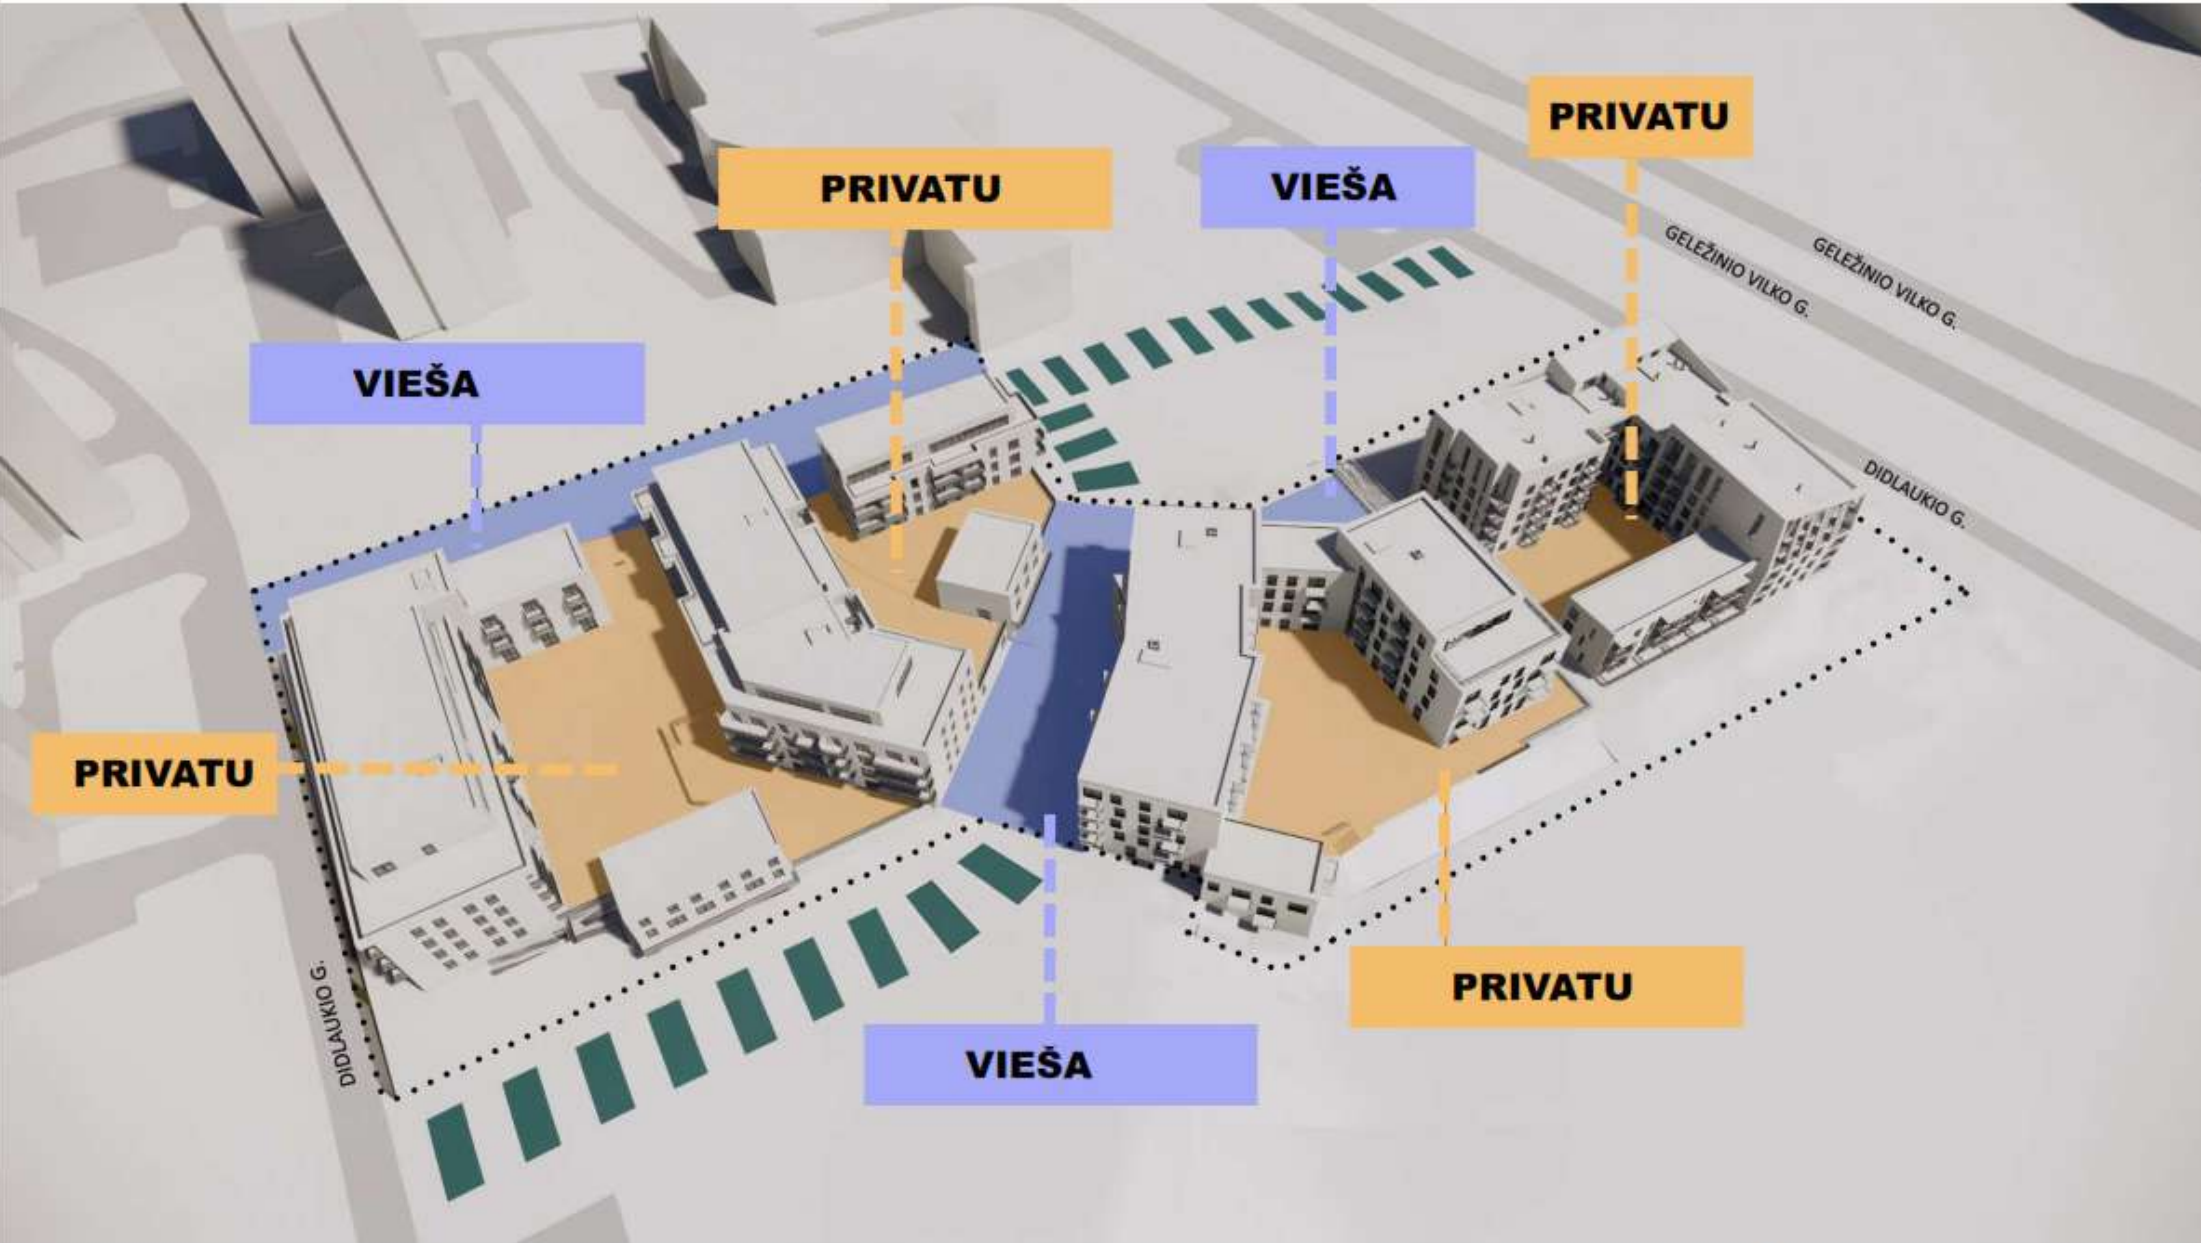 PRIVATU
PRIVATU
VIEŠA
GELEŽINIO VILKO G.
GELEŽINIO VILKO G.
VIEŠA
DIDLAUKIO G.
PRIVATU
PRIVATU
DIDLAUKIO G.
VIEŠA